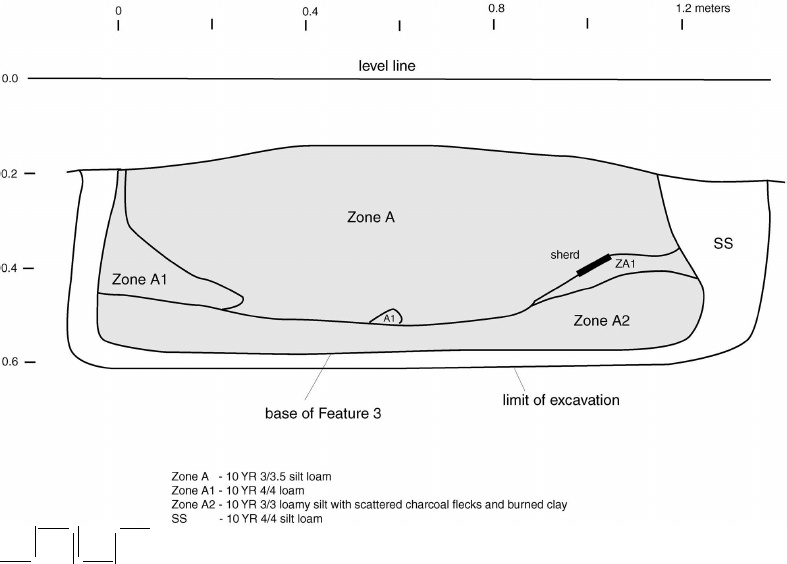 0 0.4 0.8 1.2 meters
level line
0.0
0.2
Zone A
SS
sherd
0.4
ZA1
Zone A1
A1
Zone A2
0.6
limit of excavation
base of Feature 3
Zone A - 10 YR 3/3.5 silt loam
Zone A1 - 10 YR 4/4 loam
Zone A2 - 10 YR 3/3 loamy silt with scattered charcoal flecks and burned clay
SS - 10 YR 4/4 silt loam